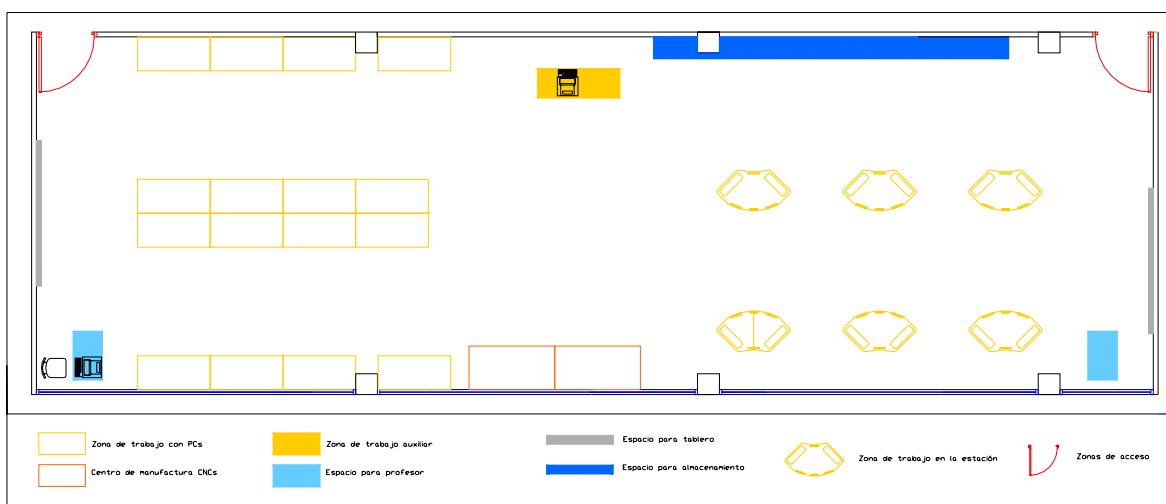 Zona de trabajo con PCs
Zona de trabajo auxiliar
Espacio para tablero
Zona de trabajo en la estación
Zonas de acceso
Centro de manufactura CNCs
Espacio para profesor
Espacio para almacenamiento